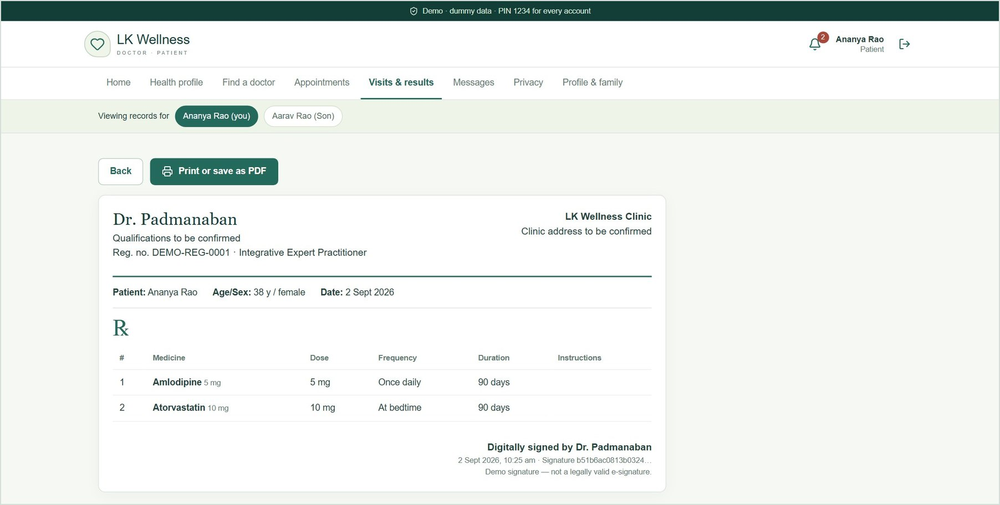 Demo · dummy data · PIN 1234 for every account
LK Wellness
DOCTOR · PATIENT
2
Ananya Rao
Patient
Home Health profile Find a doctor Appointments Visits & results Messages Privacy Profile & family
Viewing records for Ananya Rao (you) Aarav Rao (Son)
Back Print or save as PDF
Dr. Padmanaban
Qualifications to be confirmed
Reg. no. DEMO-REG-0001 · Integrative Expert Practitioner
LK Wellness Clinic
Clinic address to be confirmed
Patient: Ananya Rao Age/Sex: 38 y / female Date: 2 Sept 2026
℞
# Medicine Dose Frequency Duration Instructions
1 Amlodipine 5 mg 5 mg Once daily 90 days
2 Atorvastatin 10 mg 10 mg At bedtime 90 days
Digitally signed by Dr. Padmanaban
2 Sept 2026, 10:25 am · Signature b51b6ac0813b0324…
Demo signature — not a legally valid e-signature.